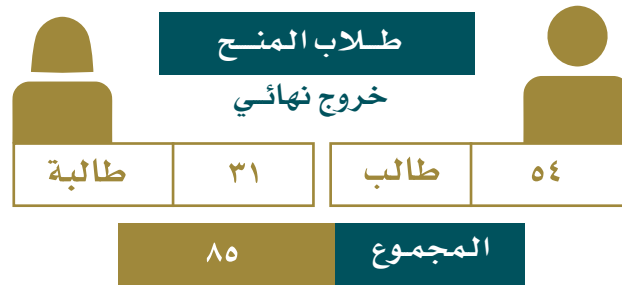 طلاب المنح
خروج نهائي
٥٤ طالب ٣١ طالبة
المجموع ٨٥